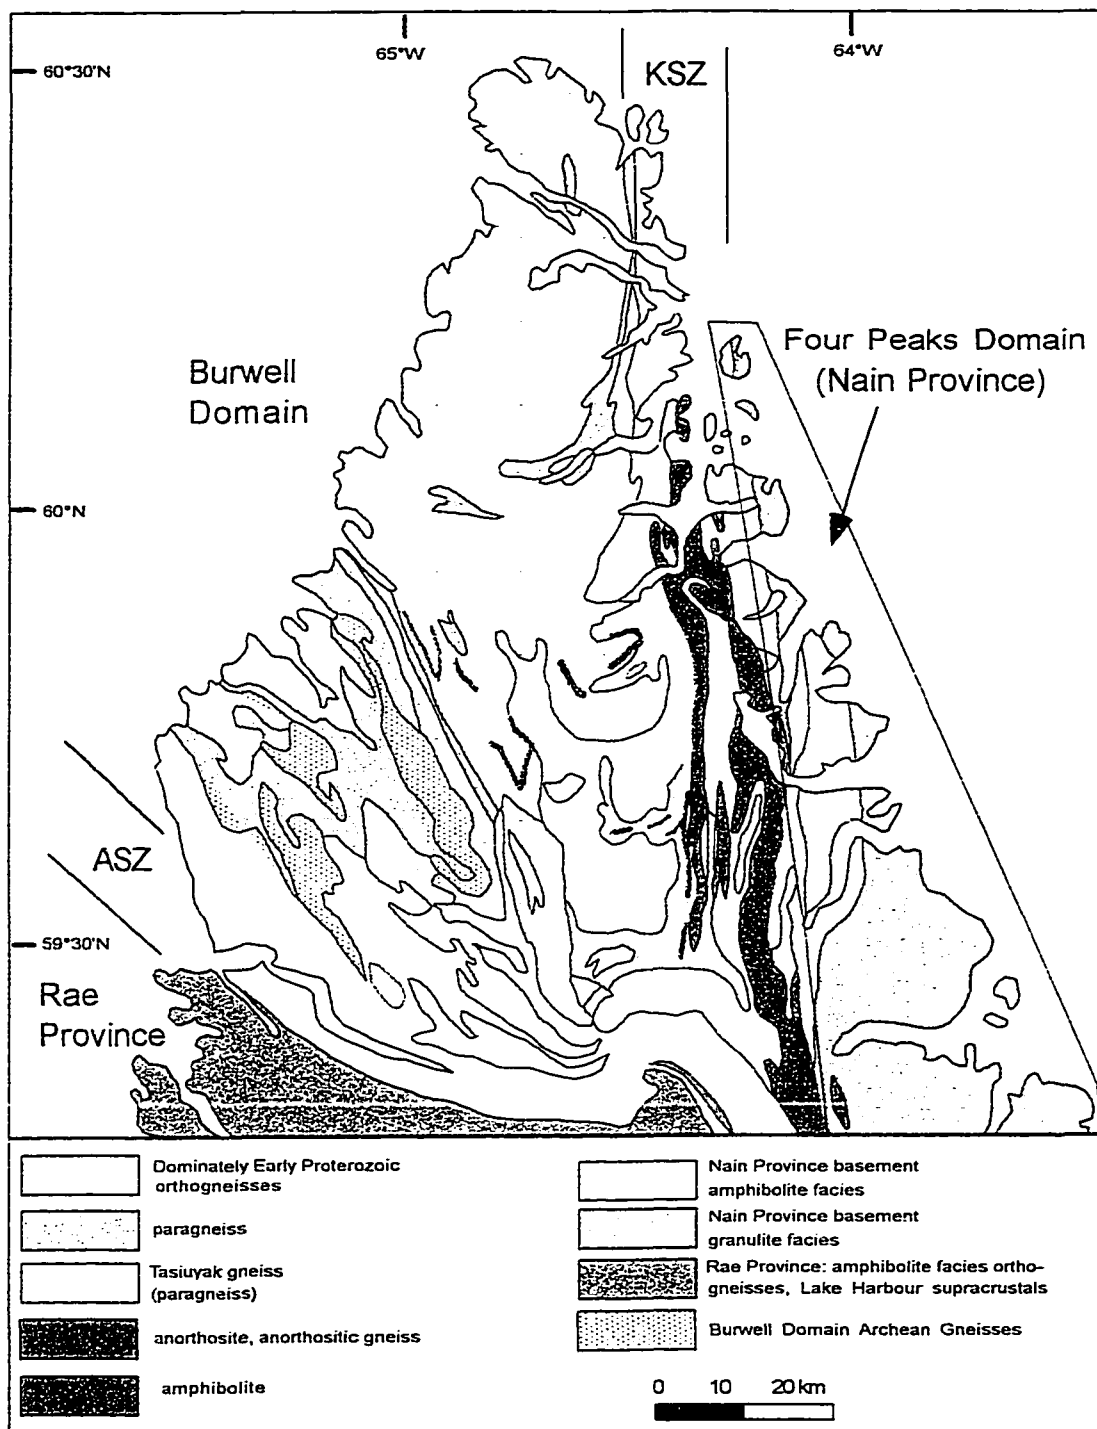 65°W
64°W
60°30'N
KSZ
Four Peaks Domain
(Nain Province)
Burwell
Domain
60°N
ASZ
59°30'N
Rae
Province
Dominately Early Proterozoic
orthogneisses
paragneiss
Tasiuyak gneiss
(paragneiss)
anorthosite, anorthositic gneiss
amphibolite
Nain Province basement
amphibolite facies
Nain Province basement
granulite facies
Rae Province: amphibolite facies ortho-
gneisses, Lake Harbour supracrustals
Burwell Domain Archean Gneisses
0 10 20 km